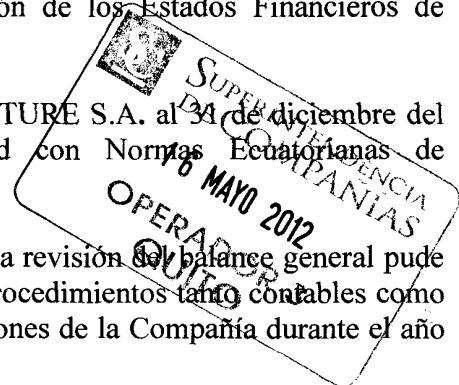 ón de los Estados Financieros de
TURE S.A. al 31 de diciembre del
d con Normas Ecuatorianas de
a revisión del balance general pude
rocedimientos tanto contables como
ones de la Compañía durante el año
SUPERINTENDENCIA
DE COMPAÑIAS
16 MAYO 2012
OPERADOR
QUITO